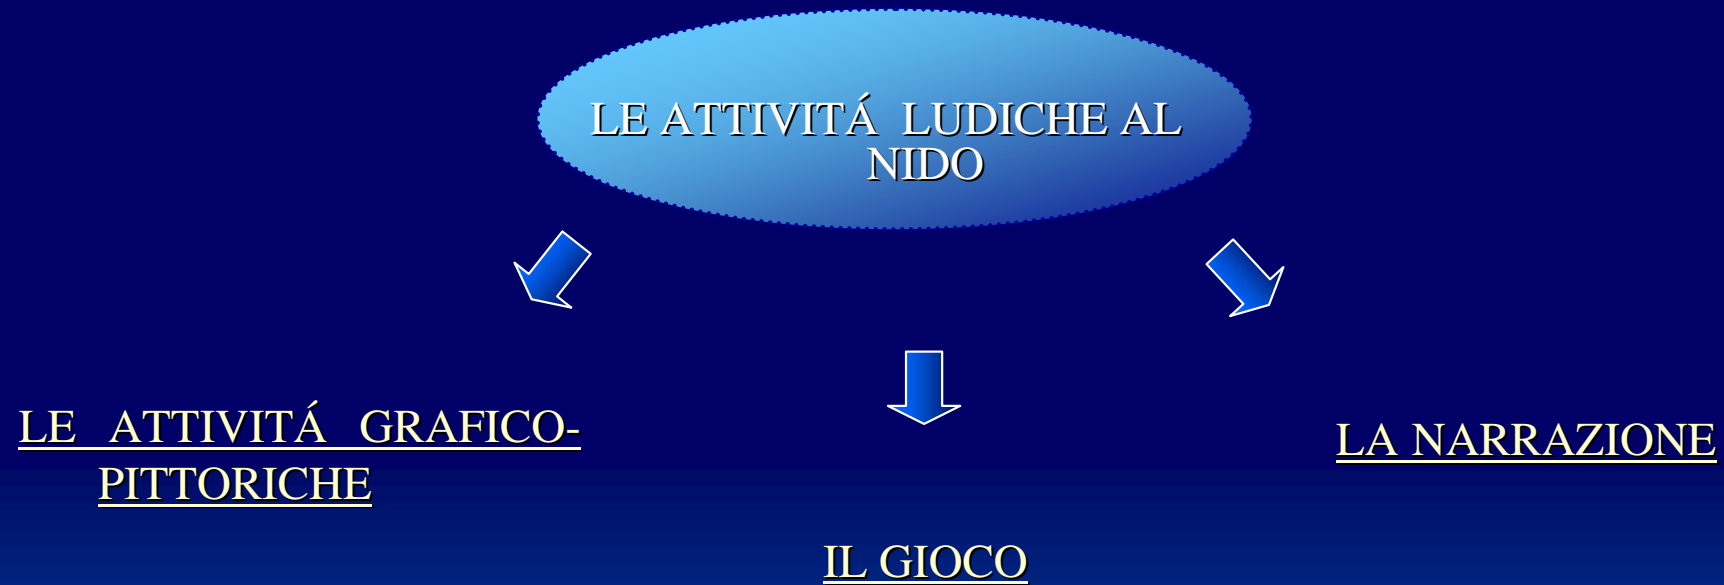 LE ATTIVITÁ LUDICHE AL
NIDO
LE ATTIVITÁ GRAFICO-
PITTORICHE
LA NARRAZIONE
IL GIOCO